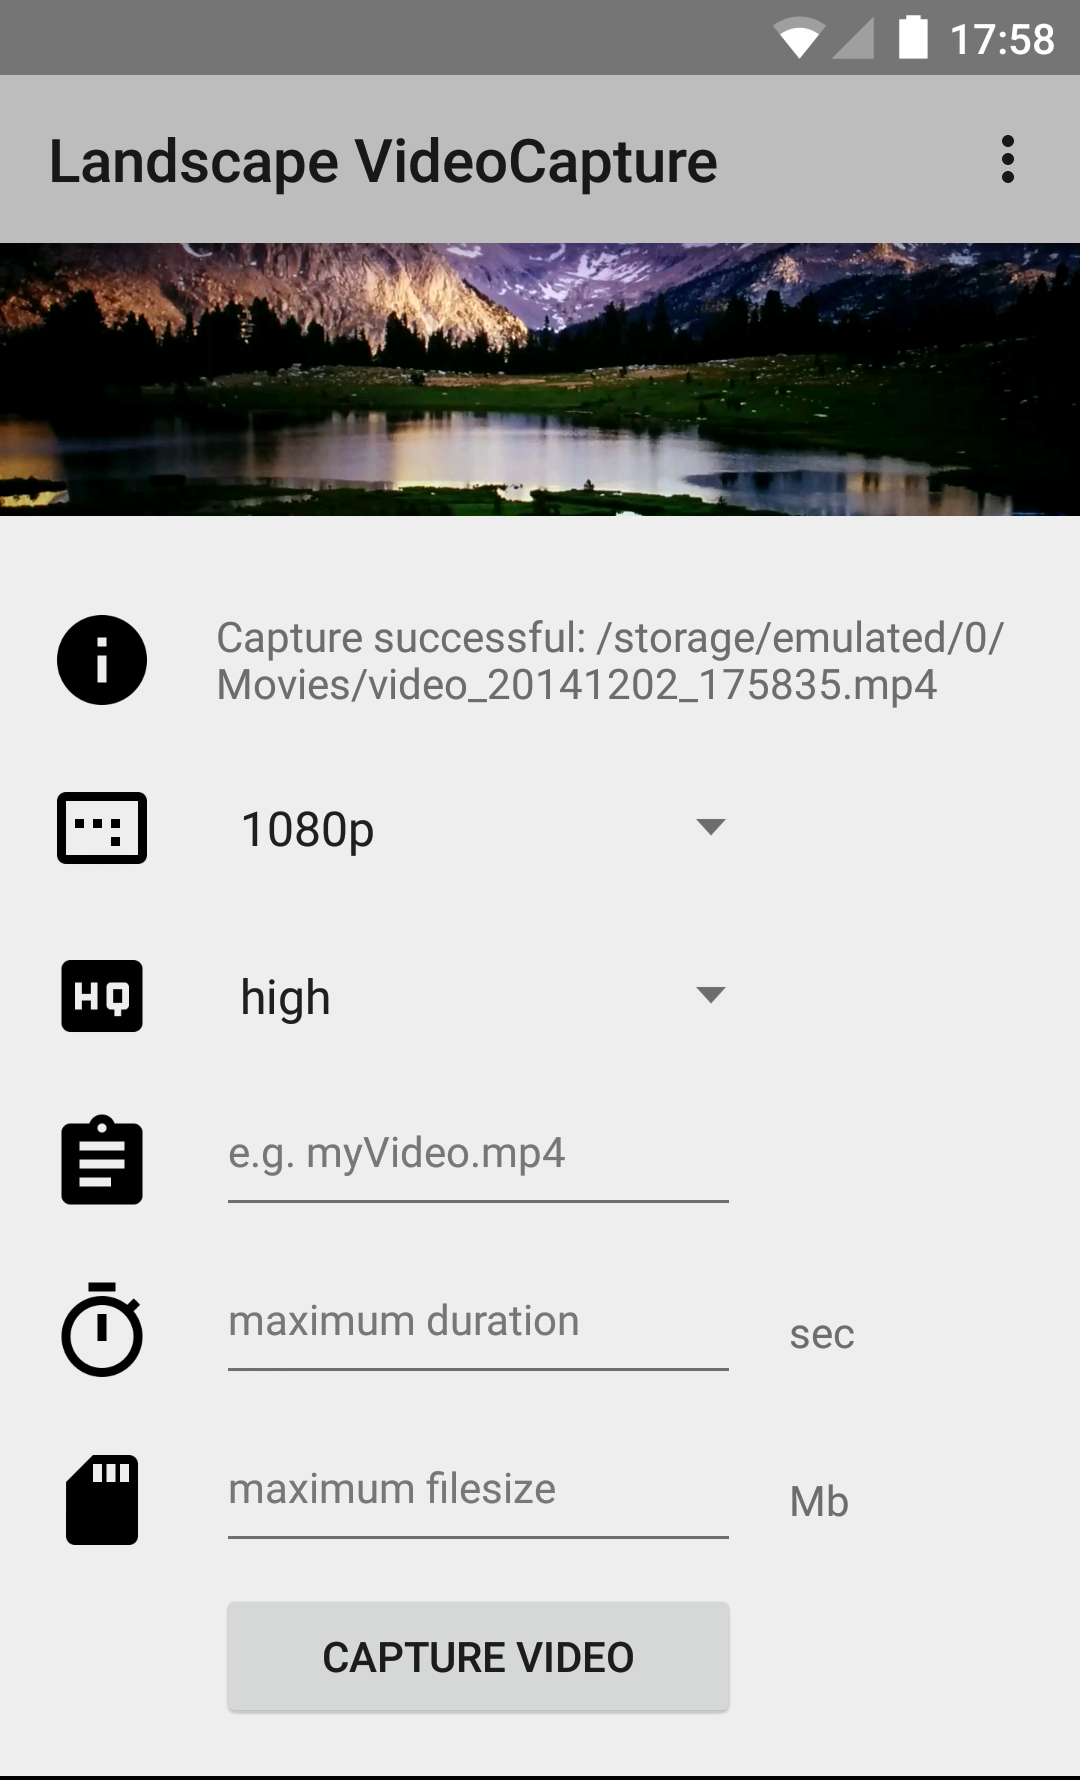 17:58
Landscape VideoCapture
Capture successful: /storage/emulated/0/
Movies/video_20141202_175835.mp4
1080p
HQ high
e.g. myVideo.mp4
maximum duration sec
maximum filesize Mb
CAPTURE VIDEO